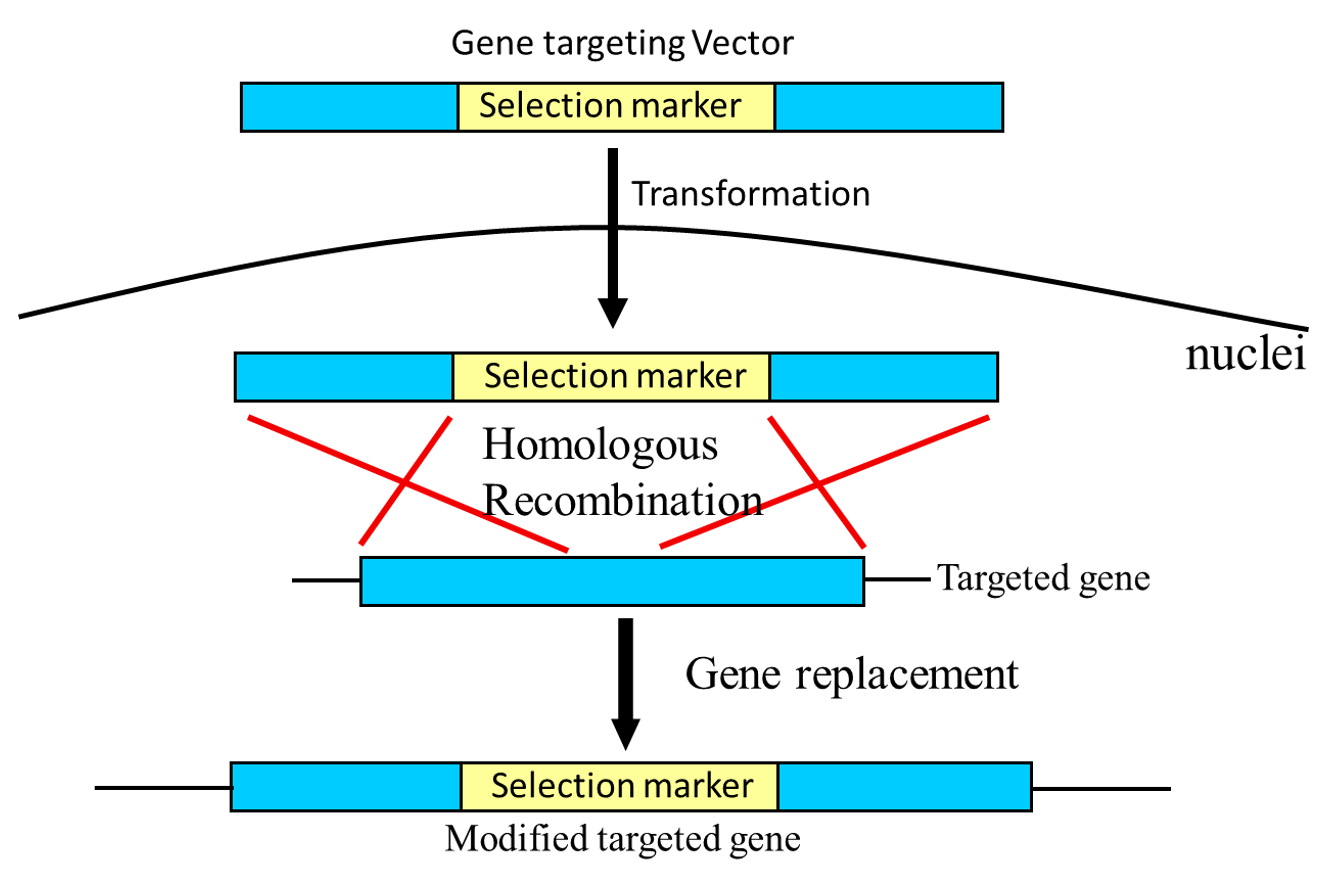 Gene targeting Vector
Selection marker
Transformation
nuclei
Selection marker
Homologous
Recombination
Targeted gene
Gene replacement
Selection marker
Modified targeted gene